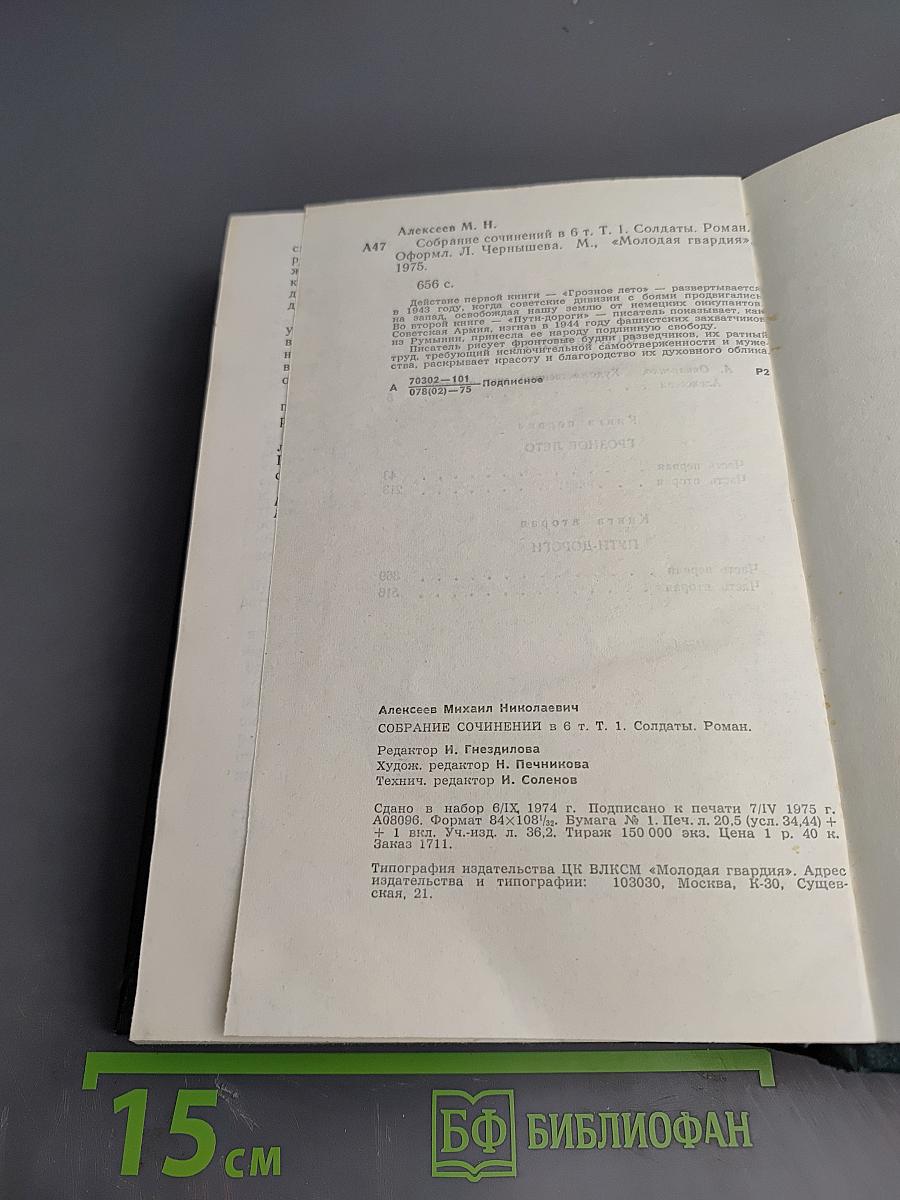 Алексеев М. Н.
А47 Собрание сочинений в 6 т. Т. 1. Солдаты. Роман.
Оформл. Л. Чернышева. М., «Молодая гвардия»,
1975.
656 с.
Действие первой книги — «Грозное лето» — развертывается
в 1943 году, когда советские дивизии с боями продвигались
на запад, освобождая нашу землю от немецких оккупантов.
Во второй книге — «Пути-дороги» — писатель показывает, как
Советская Армия, изгнав в 1944 году фашистских захватчиков
из Румынии, принесла ее народу подлинную свободу.
Писатель рисует фронтовые будни разведчиков, их ратный
труд, требующий исключительной самоотверженности и муже-
ства, раскрывает красоту и благородство их духовного облика.
А 70302—101 Р2
078(02)—75 —Подписное
Алексеев Михаил Николаевич
СОБРАНИЕ СОЧИНЕНИЙ в 6 т. Т. 1. Солдаты. Роман.
Редактор И. Гнездилова
Худож. редактор Н. Печникова
Технич. редактор И. Соленов
Сдано в набор 6/IX 1974 г. Подписано к печати 7/IV 1975 г.
А08096. Формат 84×108¹/₃₂. Бумага № 1. Печ. л. 20,5 (усл. 34,44) +
+ 1 вкл. Уч.-изд. л. 36,2. Тираж 150 000 экз. Цена 1 р. 40 к.
Заказ 1711.
Типография издательства ЦК ВЛКСМ «Молодая гвардия». Адрес
издательства и типографии: 103030, Москва, К-30, Сущев-
ская, 21.
15 см
БФ БИБЛИОФАН